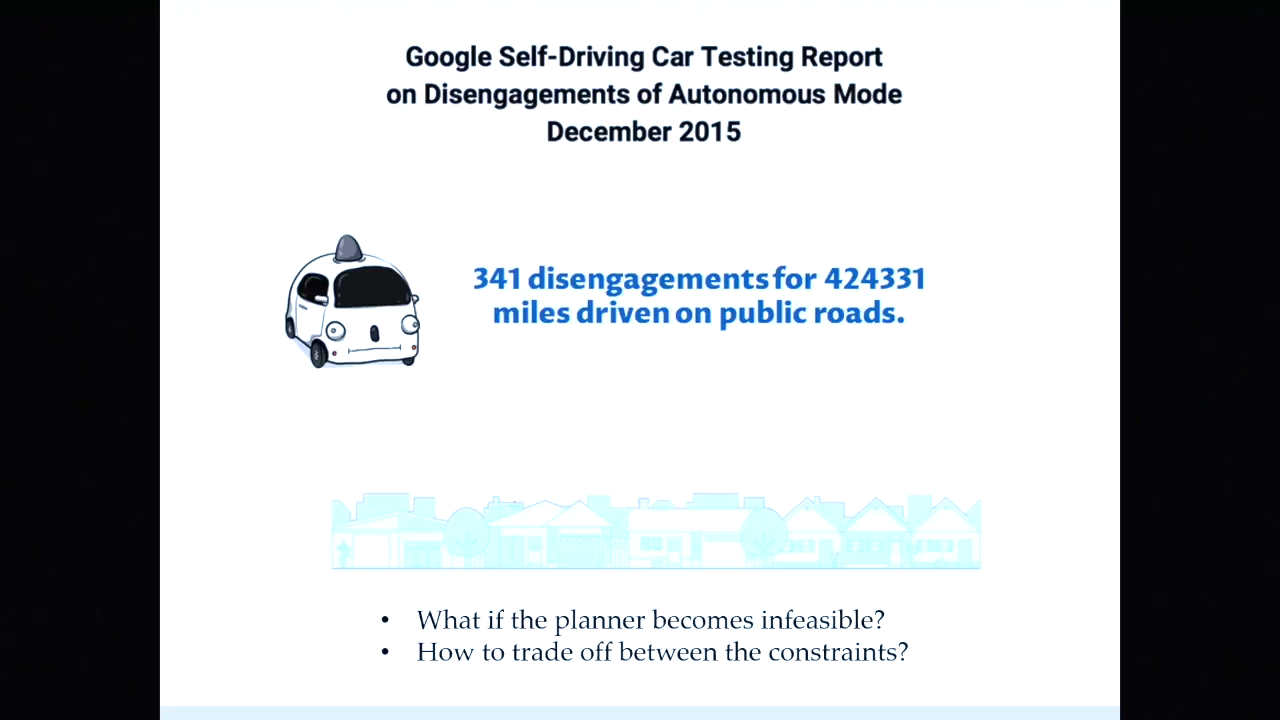 Google Self-Driving Car Testing Report
on Disengagements of Autonomous Mode
December 2015
341 disengagements for 424331
miles driven on public roads.
• What if the planner becomes infeasible?
• How to trade off between the constraints?